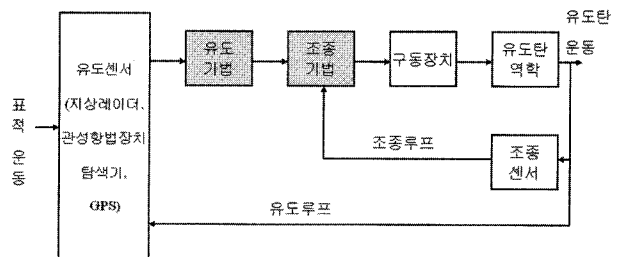 유도탄
운동
표
적
운
동
유도센서
(지상레이더,
관성항법장치
탐색기,
GPS)
유도
기법
조종
기법
구동장치
유도탄
역학
조종루프
조종
센서
유도루프